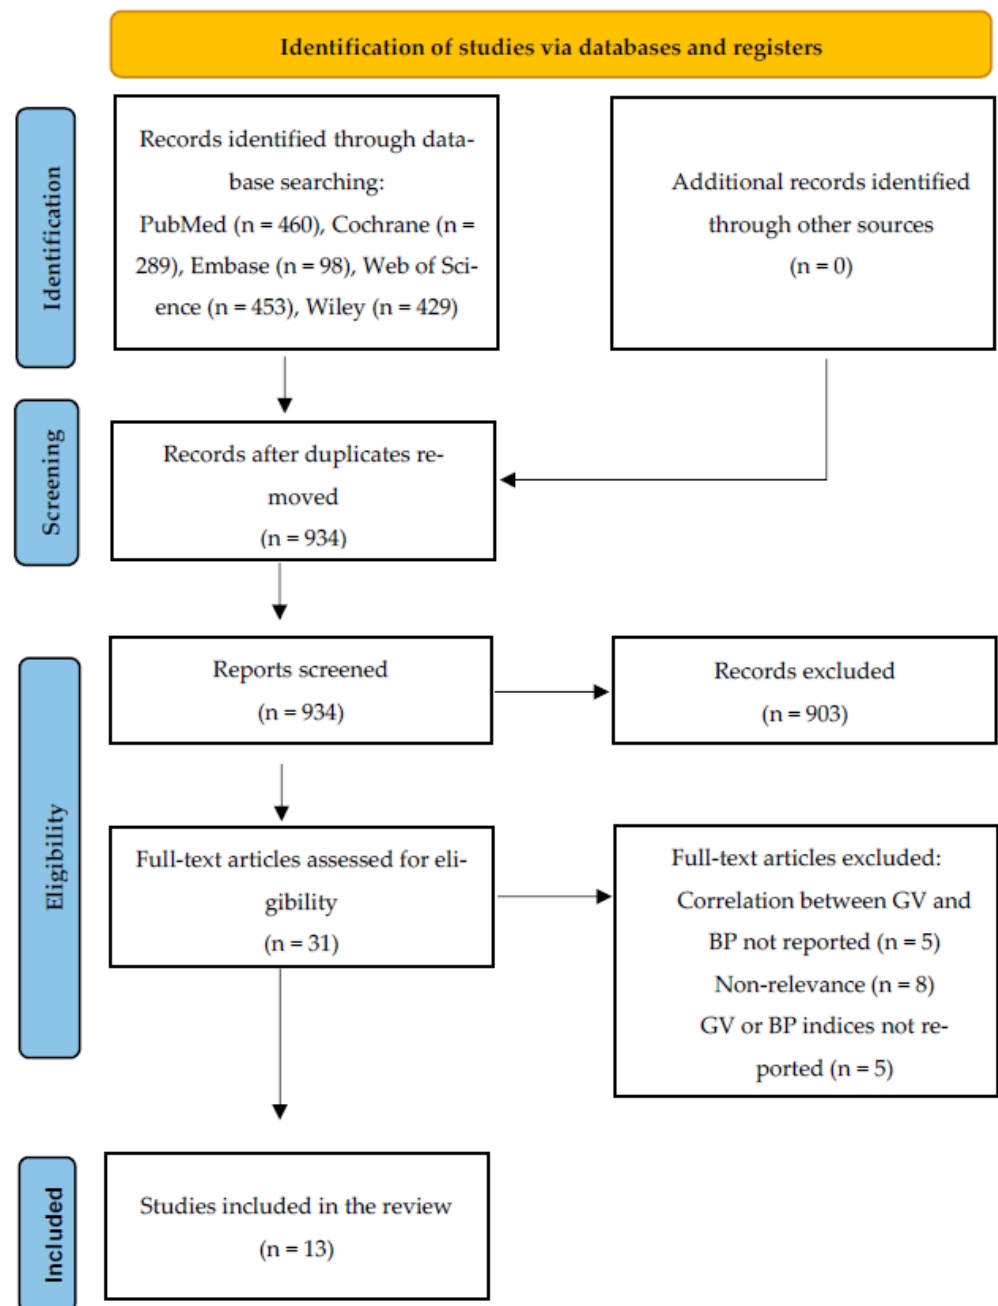 Identification of studies via databases and registers
Identification
Records identified through data-
base searching:
PubMed (n = 460), Cochrane (n =
289), Embase (n = 98), Web of Sci-
ence (n = 453), Wiley (n = 429)
Additional records identified
through other sources
(n = 0)
Screening
Records after duplicates re-
moved
(n = 934)
Eligibility
Reports screened
(n = 934)
Records excluded
(n = 903)
Full-text articles assessed for eli-
gibility
(n = 31)
Full-text articles excluded:
Correlation between GV and
BP not reported (n = 5)
Non-relevance (n = 8)
GV or BP indices not re-
ported (n = 5)
Included
Studies included in the review
(n = 13)